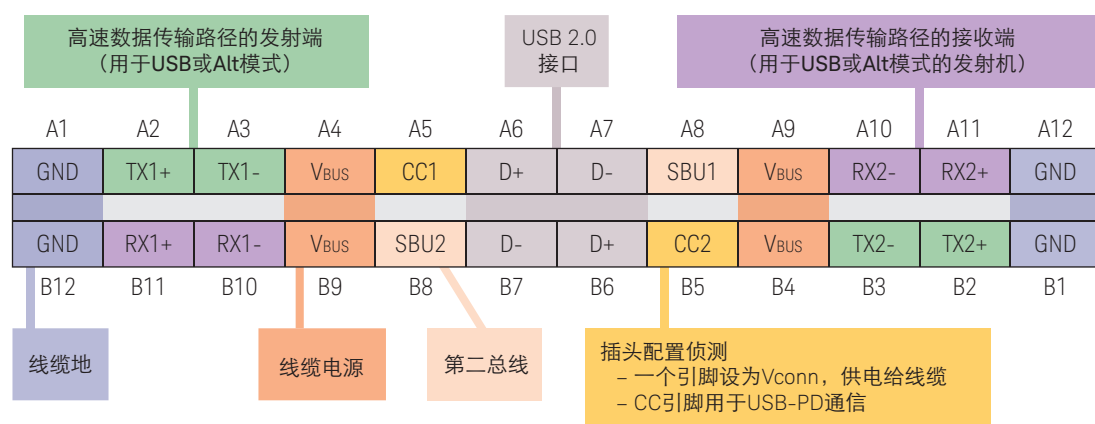 高速数据传输路径的发射端
（用于USB或Alt模式）
USB 2.0
接口
高速数据传输路径的接收端
（用于USB或Alt模式的发射机）
A1 A2 A3 A4 A5 A6 A7 A8 A9 A10 A11 A12
GND TX1+ TX1- VBUS CC1 D+ D- SBU1 VBUS RX2- RX2+ GND
GND RX1+ RX1- VBUS SBU2 D- D+ CC2 VBUS TX2- TX2+ GND
B12 B11 B10 B9 B8 B7 B6 B5 B4 B3 B2 B1
线缆地
线缆电源
第二总线
插头配置侦测
– 一个引脚设为Vconn，供电给线缆
– CC引脚用于USB-PD通信